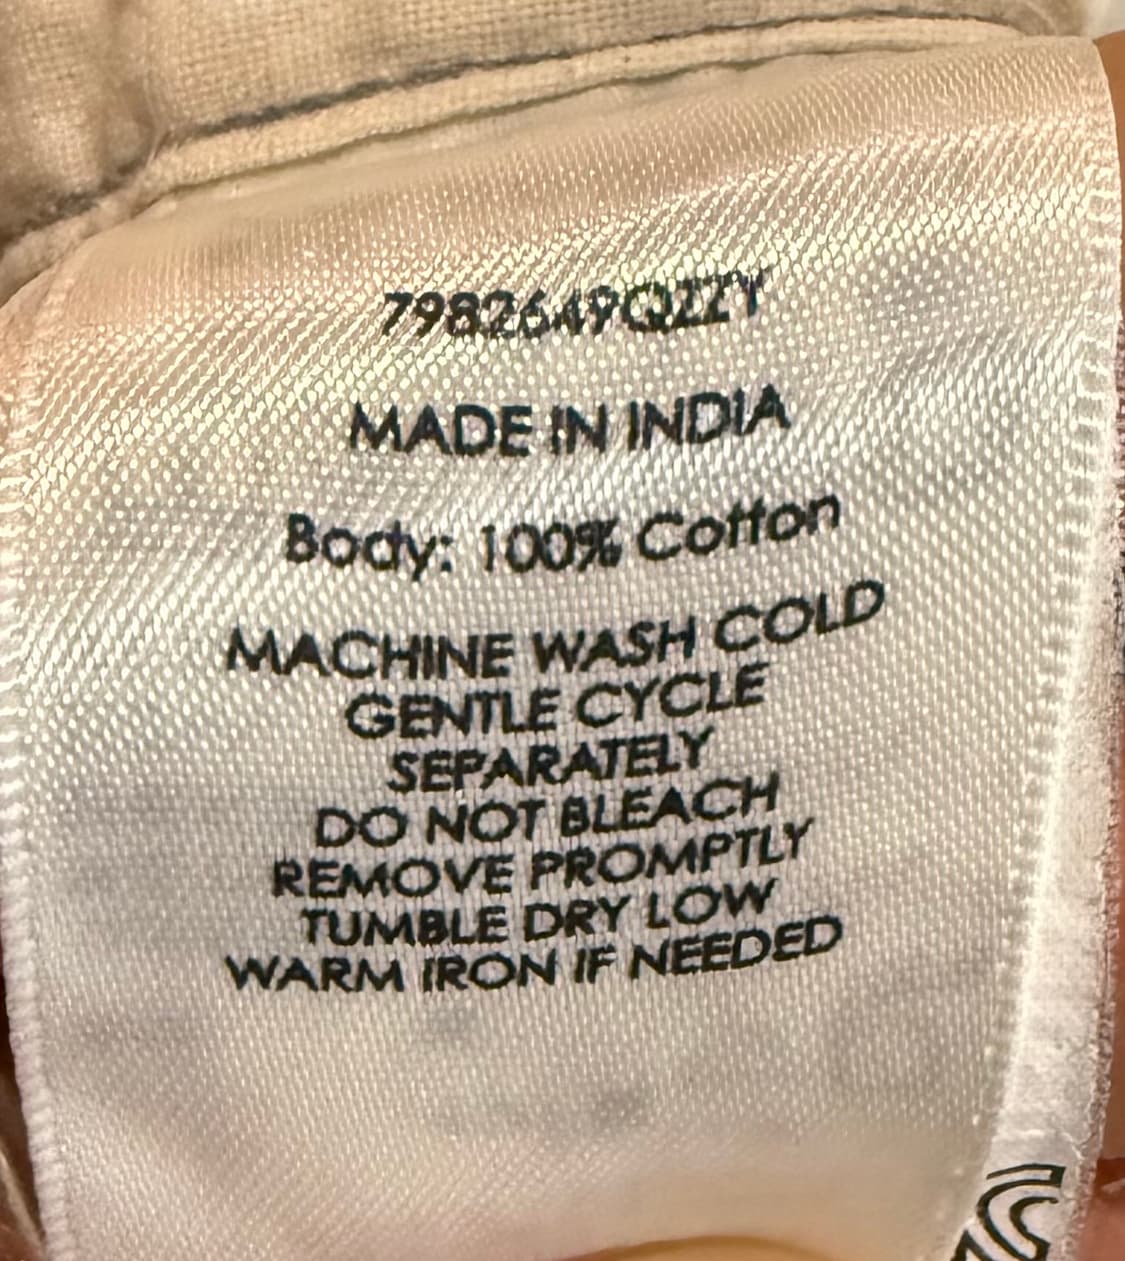 7982649QZZY
MADE IN INDIA
Body: 100% Cotton
MACHINE WASH COLD
GENTLE CYCLE
SEPARATELY
DO NOT BLEACH
REMOVE PROMPTLY
TUMBLE DRY LOW
WARM IRON IF NEEDED